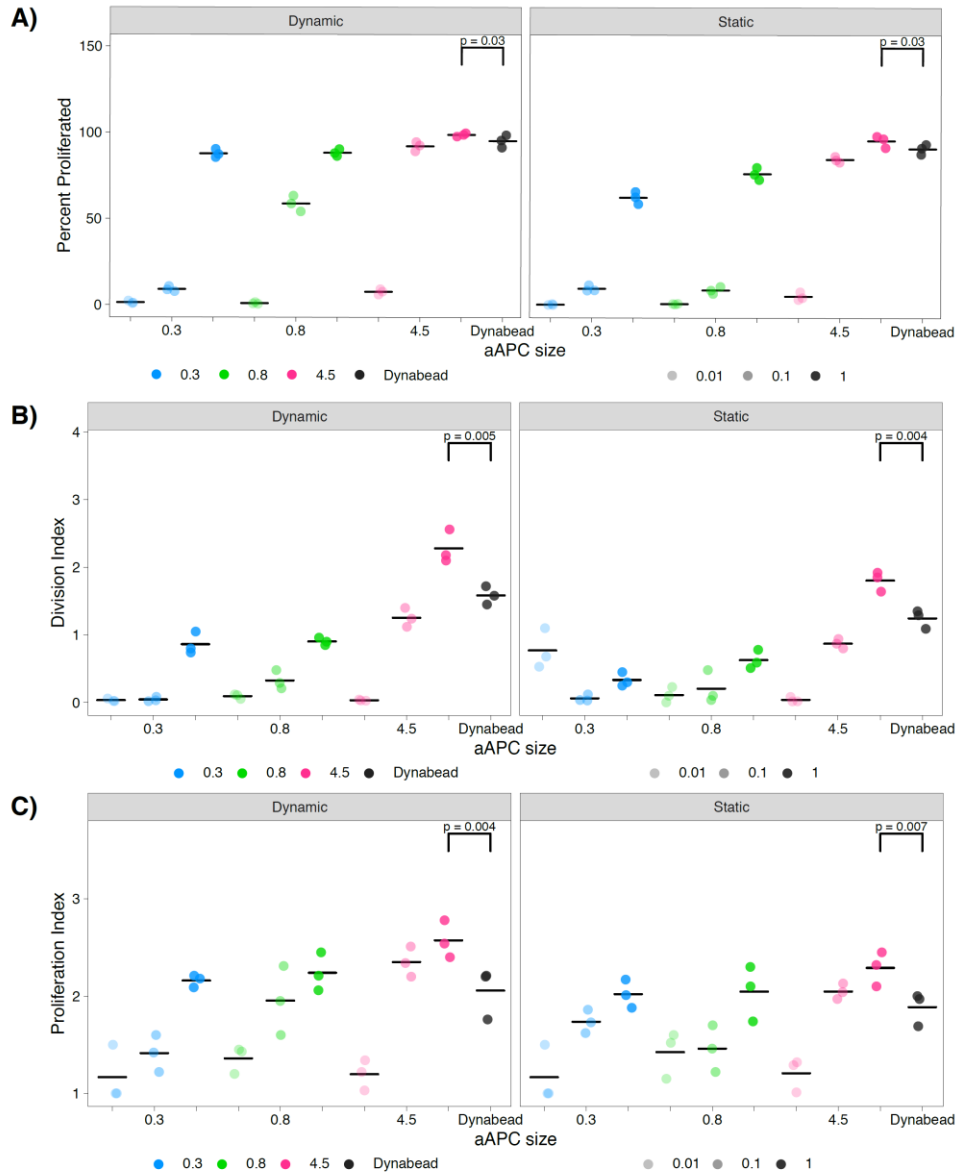 A)
Dynamic
Static
Percent Proliferated
150
100
50
0
p = 0.03
p = 0.03
0.3
0.8
4.5
Dynabead
0.3
0.8
4.5
Dynabead
aAPC size
aAPC size
0.3
0.8
4.5
Dynabead
0.01
0.1
1
B)
Dynamic
Static
Division Index
4
3
2
1
0
p = 0.005
p = 0.004
0.3
0.8
4.5
Dynabead
0.3
0.8
4.5
Dynabead
aAPC size
aAPC size
0.3
0.8
4.5
Dynabead
0.01
0.1
1
C)
Dynamic
Static
Proliferation Index
3
2
1
p = 0.004
p = 0.007
0.3
0.8
4.5
Dynabead
0.3
0.8
4.5
Dynabead
aAPC size
aAPC size
0.3
0.8
4.5
Dynabead
0.01
0.1
1